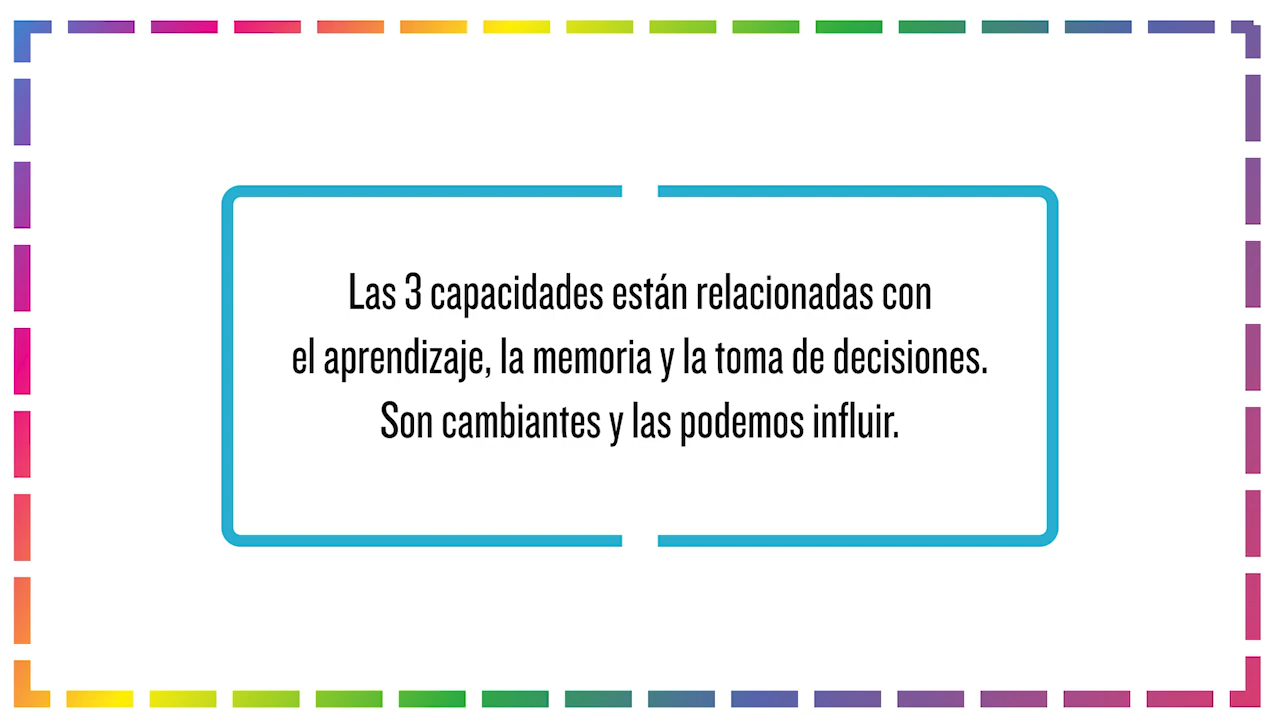 Las 3 capacidades están relacionadas con
el aprendizaje, la memoria y la toma de decisiones.
Son cambiantes y las podemos influir.